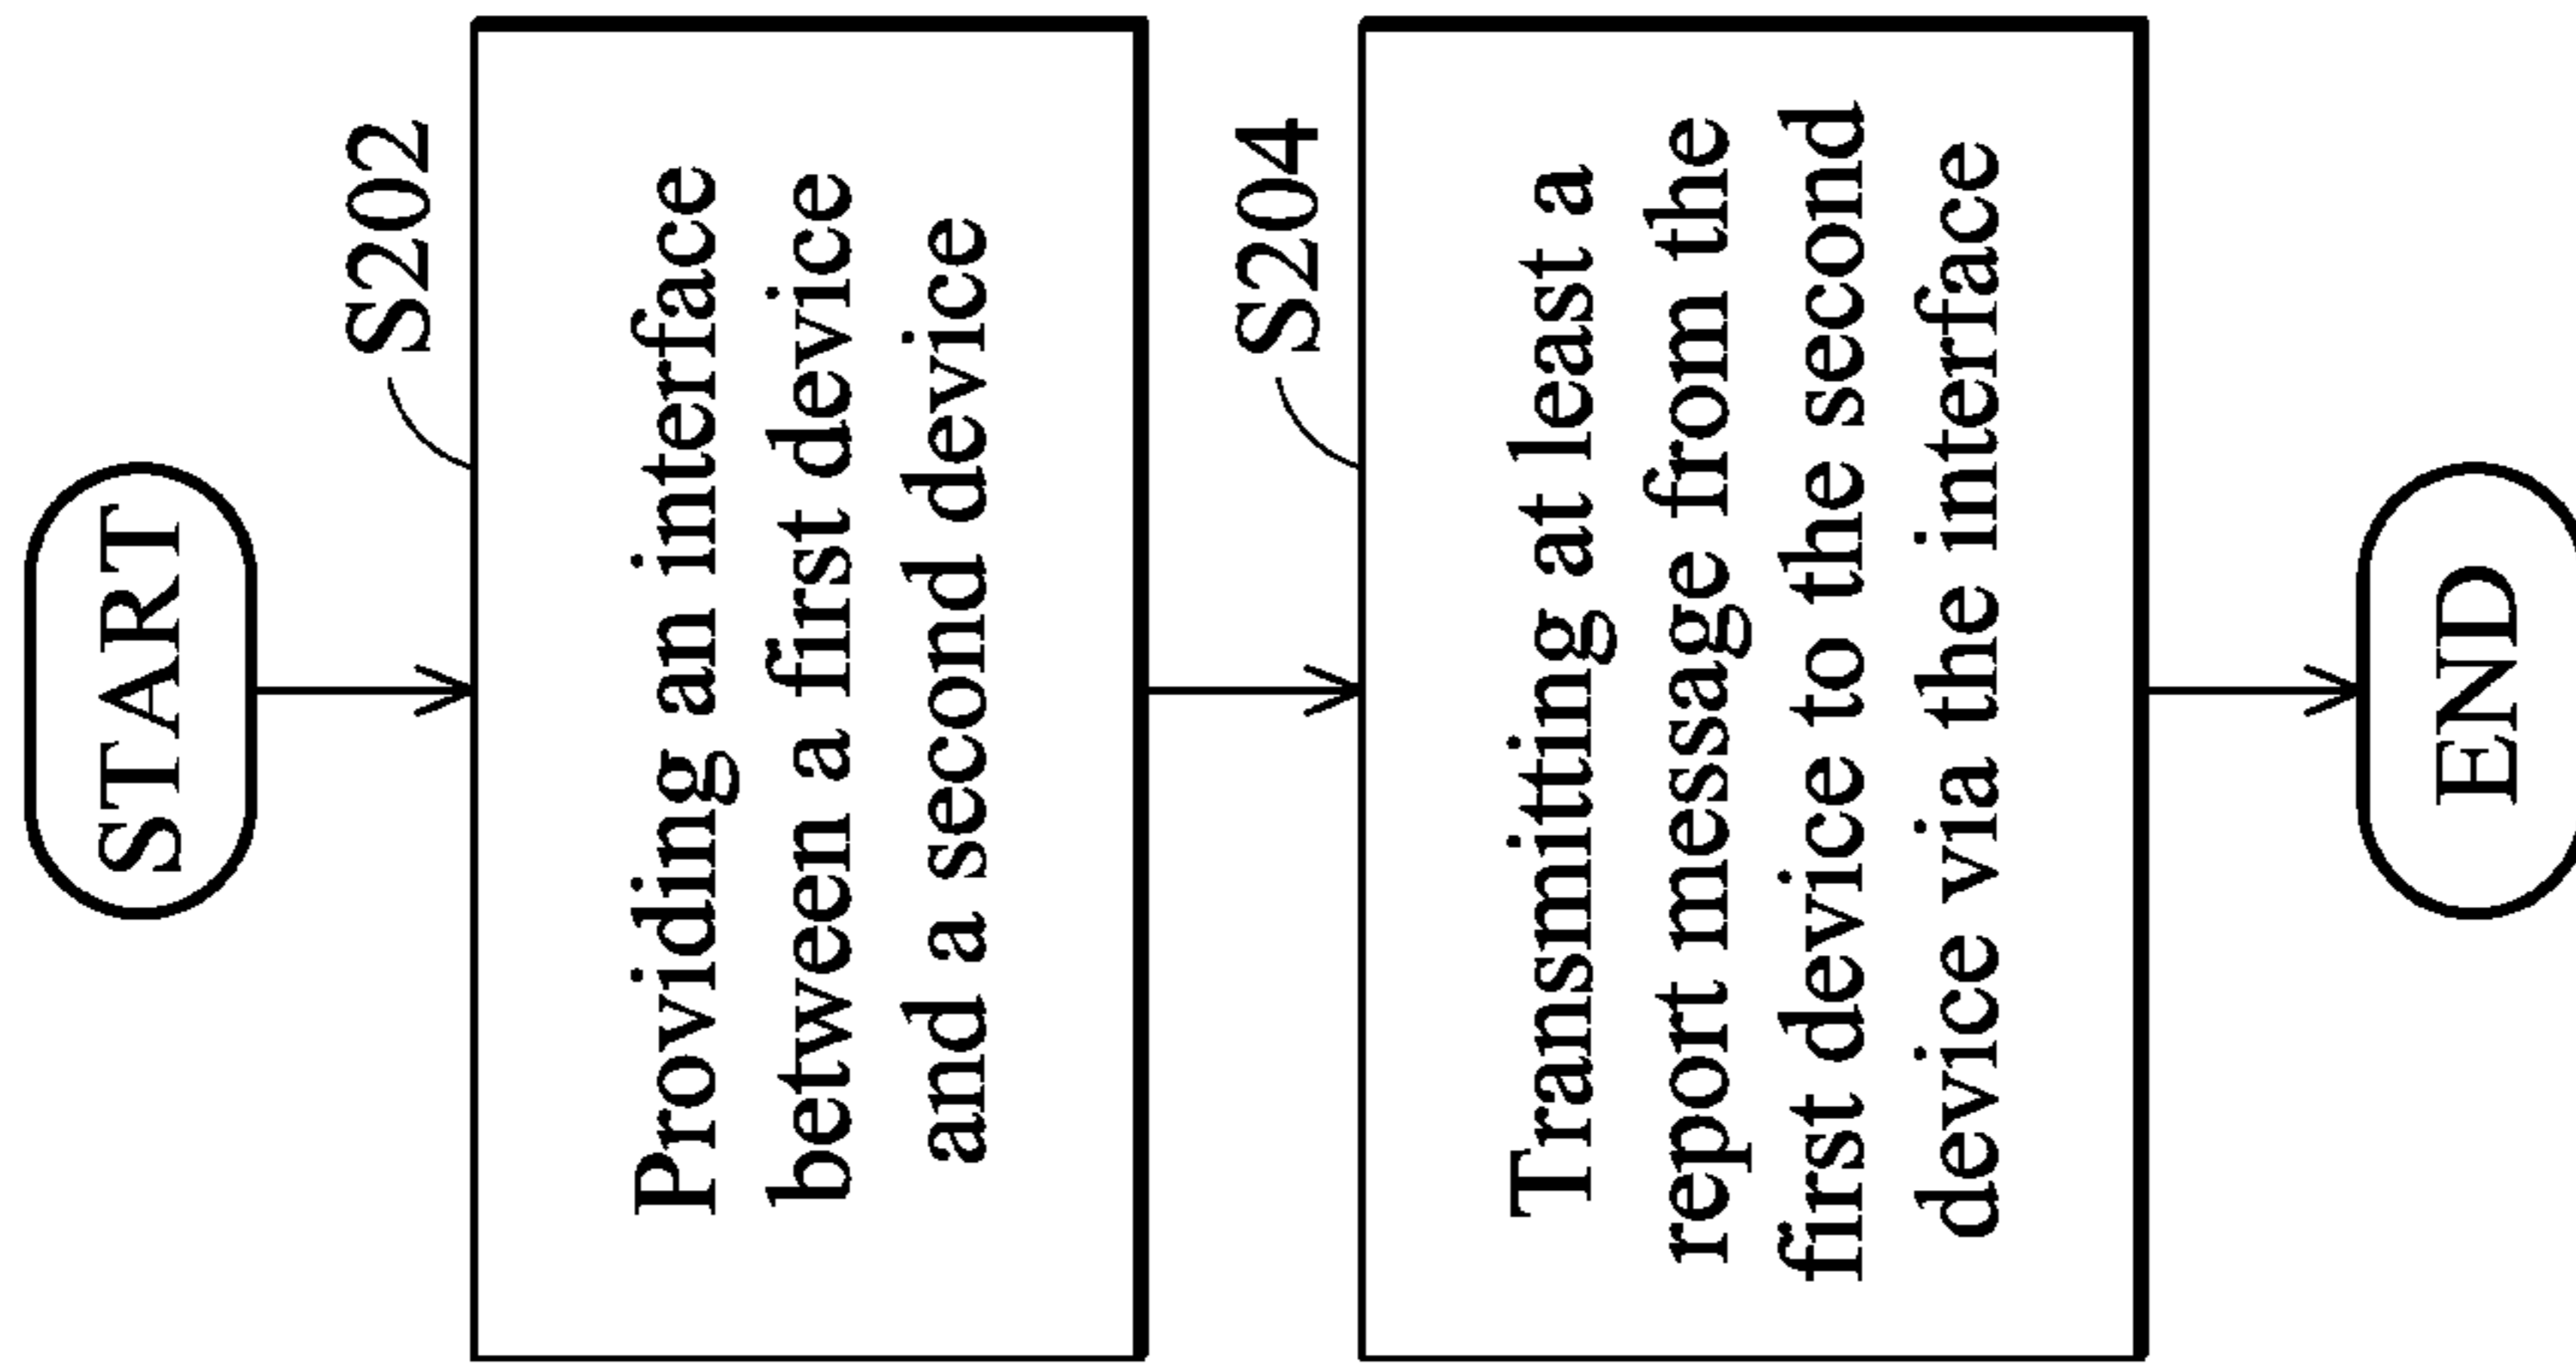 START
S202
Providing an interface
between a first device
and a second device
S204
Transmitting at least a
report message from the
first device to the second
device via the interface
END